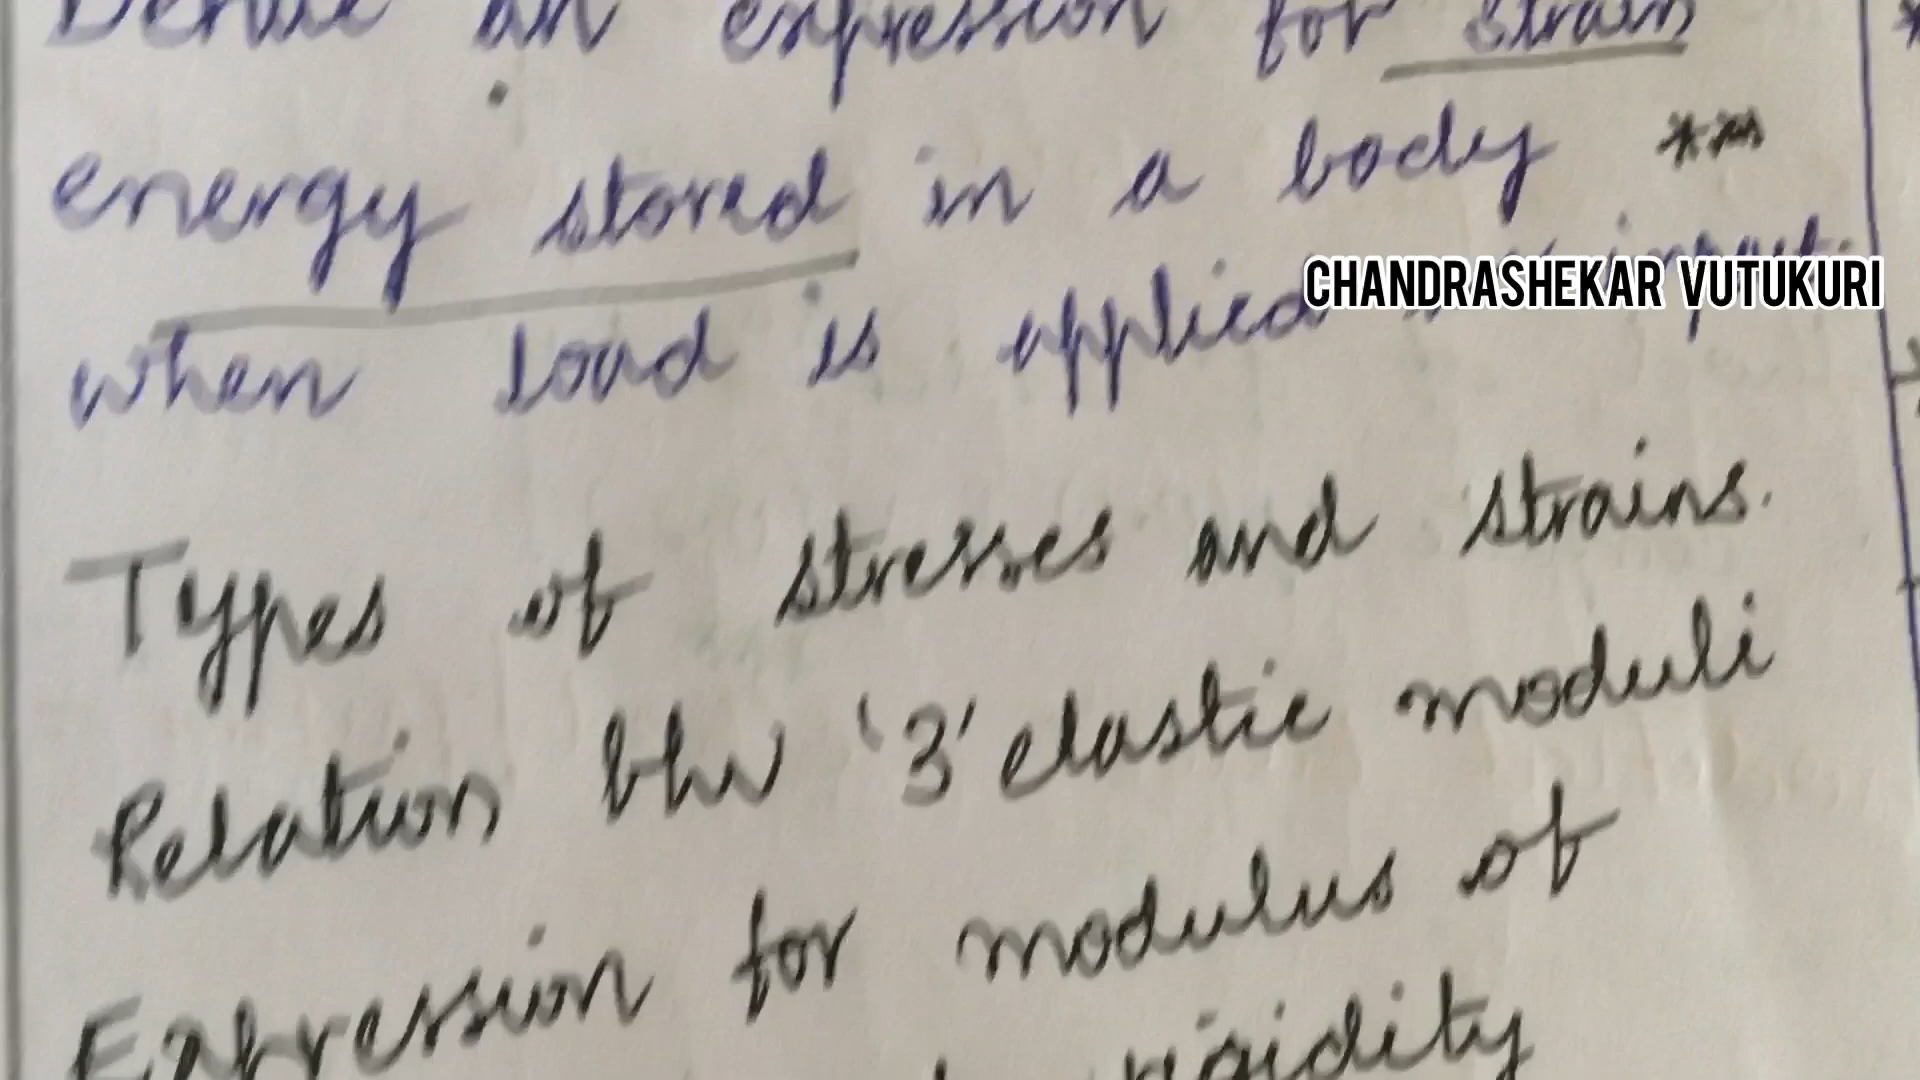 Derive an expression for strain
energy stored in a body ***
when load is applied impact.
CHANDRASHEKAR VUTUKURI
Types of stresses and strains.
Relation b/w '3' elastic moduli
Expression for modulus of
rigidity